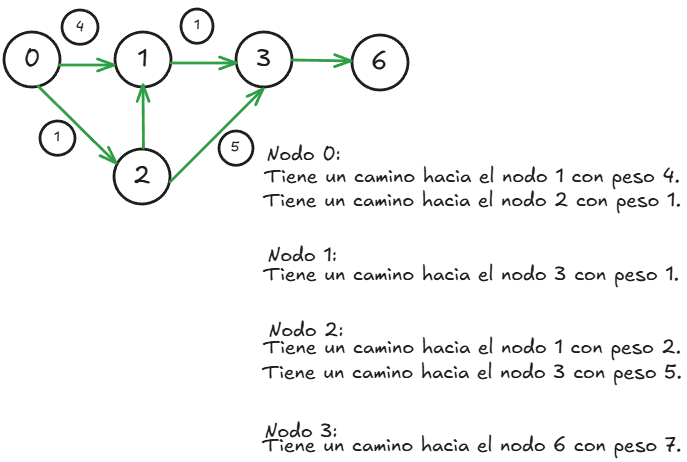 4
1
0
1
3
6
1
5
2
Nodo 0:
Tiene un camino hacia el nodo 1 con peso 4.
Tiene un camino hacia el nodo 2 con peso 1.
Nodo 1:
Tiene un camino hacia el nodo 3 con peso 1.
Nodo 2:
Tiene un camino hacia el nodo 1 con peso 2.
Tiene un camino hacia el nodo 3 con peso 5.
Nodo 3:
Tiene un camino hacia el nodo 6 con peso 7.